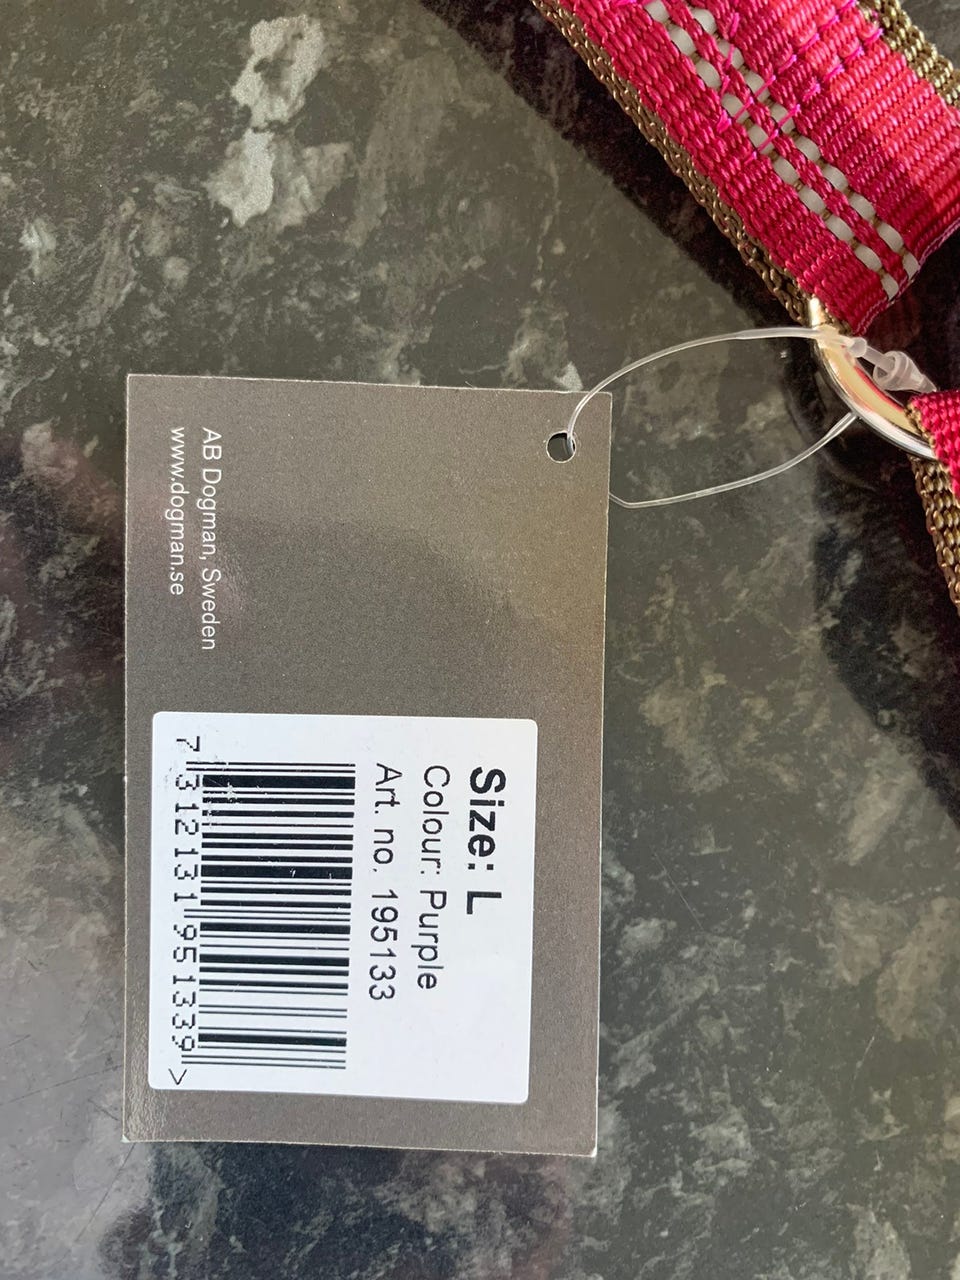 AB Dogman, Sweden
www.dogman.se
Size: L
Colour: Purple
Art. no. 195133
7 312131 951339 >